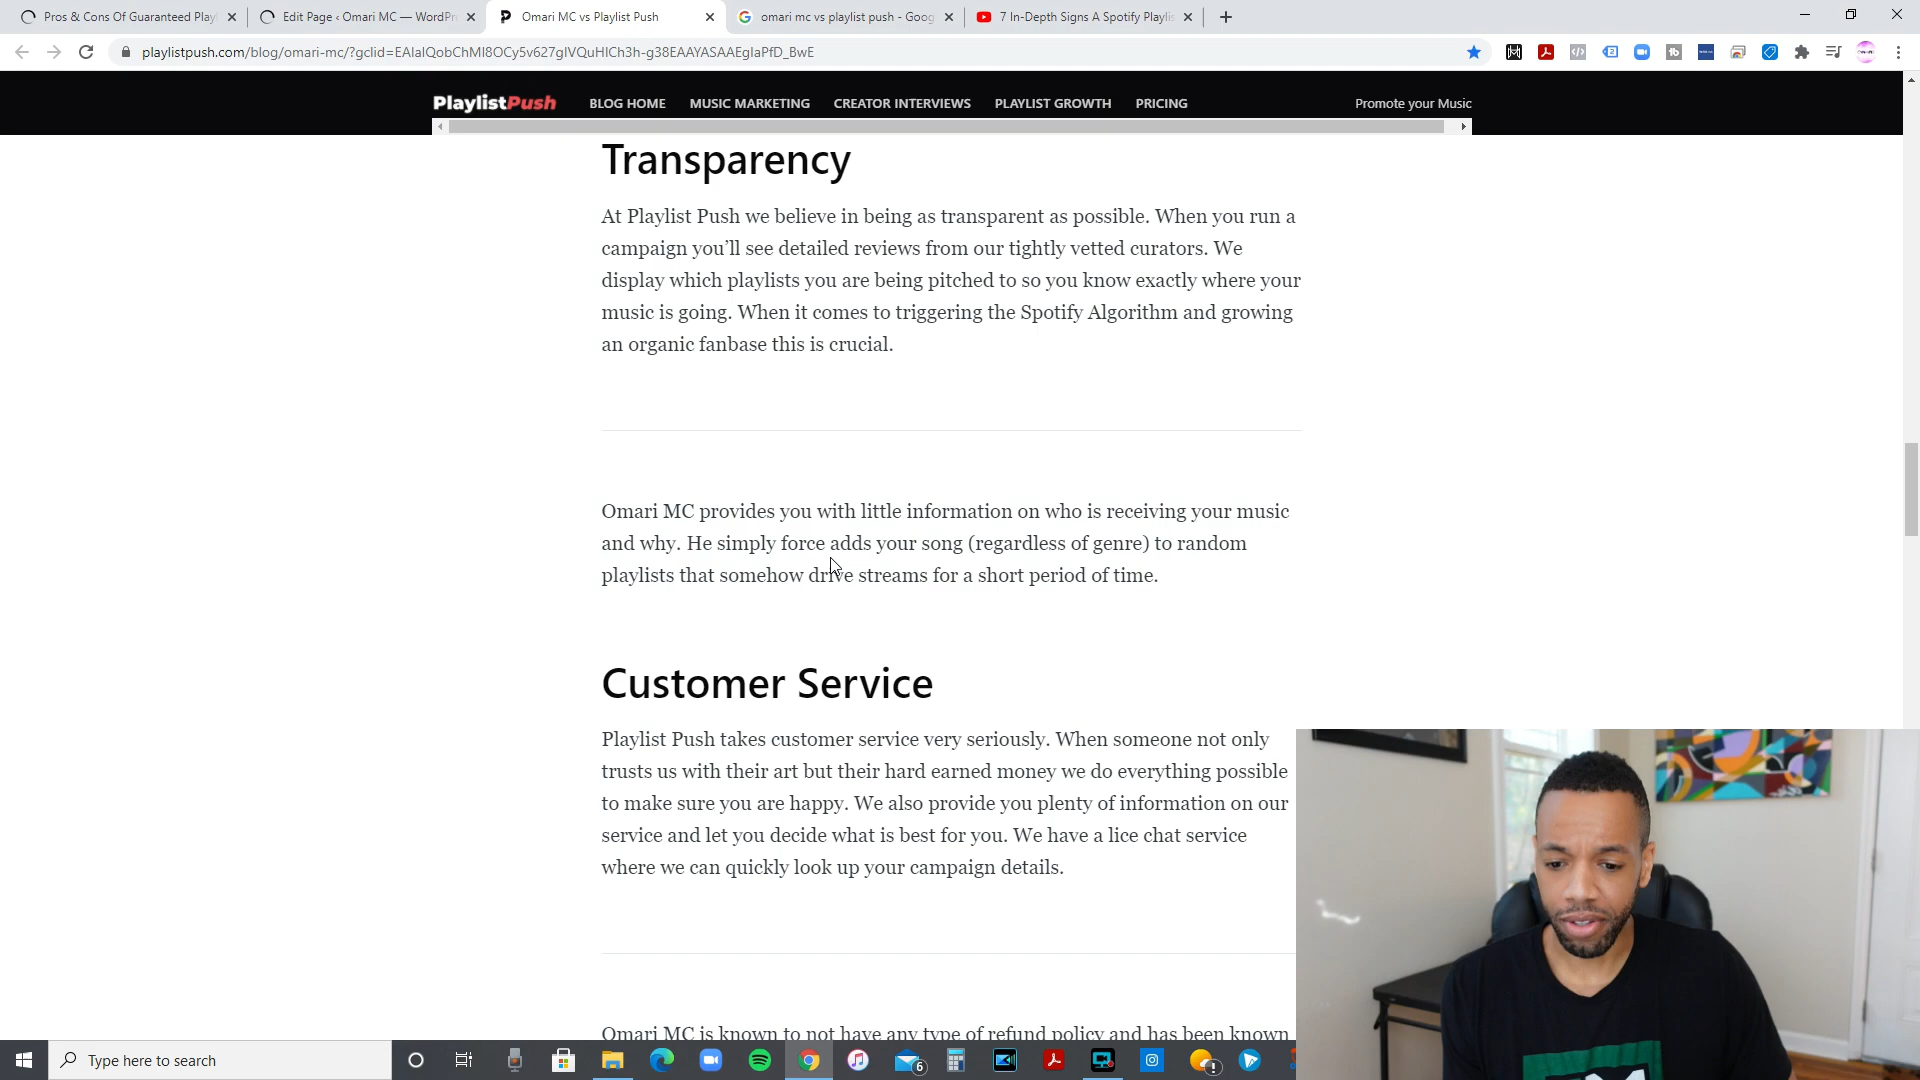 Pros & Cons Of Guaranteed Play
Edit Page ‹ Omari MC — WordPr
Omari MC vs Playlist Push
omari mc vs playlist push - Goog
7 In-Depth Signs A Spotify Playlis
playlistpush.com/blog/omari-mc/?gclid=EAIaIQobChMI8OCy5v627gIVQuHICh3h-g38EAAYASAAEgIaPfD_BwE
PlaylistPush BLOG HOME MUSIC MARKETING CREATOR INTERVIEWS PLAYLIST GROWTH PRICING Promote your Music
Transparency
At Playlist Push we believe in being as transparent as possible. When you run a
campaign you’ll see detailed reviews from our tightly vetted curators. We
display which playlists you are being pitched to so you know exactly where your
music is going. When it comes to triggering the Spotify Algorithm and growing
an organic fanbase this is crucial.
Omari MC provides you with little information on who is receiving your music
and why. He simply force adds your song (regardless of genre) to random
playlists that somehow drive streams for a short period of time.
Customer Service
Playlist Push takes customer service very seriously. When someone not only
trusts us with their art but their hard earned money we do everything possible
to make sure you are happy. We also provide you plenty of information on our
service and let you decide what is best for you. We have a lice chat service
where we can quickly look up your campaign details.
Omari MC is known to not have any type of refund policy and has been known
Type here to search
6